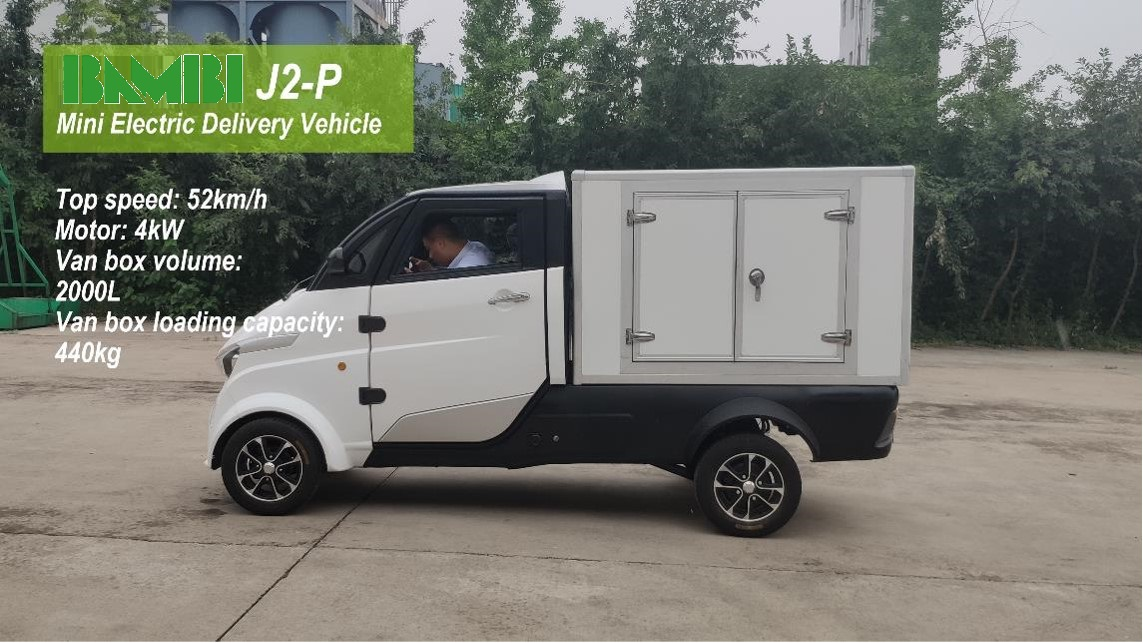 BAMBI J2-P
Mini Electric Delivery Vehicle
Top speed: 52km/h
Motor: 4kW
Van box volume:
2000L
Van box loading capacity:
440kg